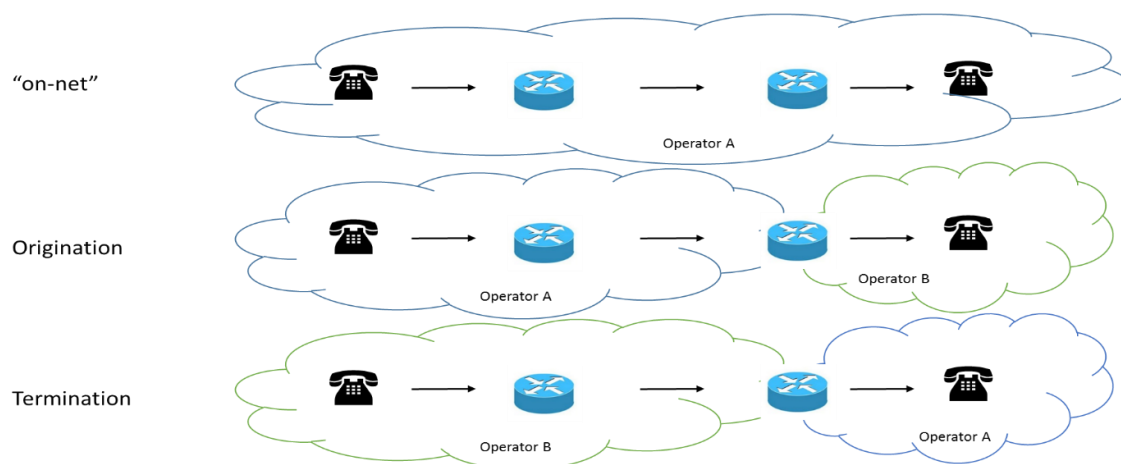 “on-net”
Operator A
Origination
Operator A
Operator B
Termination
Operator B
Operator A